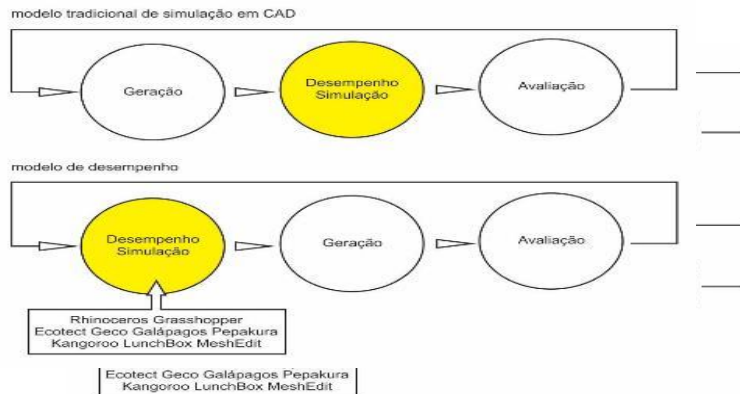 modelo tradicional de simulação em CAD
Geração
Desempenho
Simulação
Avaliação
modelo de desempenho
Desempenho
Simulação
Geração
Avaliação
Rhinoceros Grasshopper
Ecotect Geco Galápagos Pepakura
Kangoroo LunchBox MeshEdit
Ecotect Geco Galápagos Pepakura
Kangoroo LunchBox MeshEdit